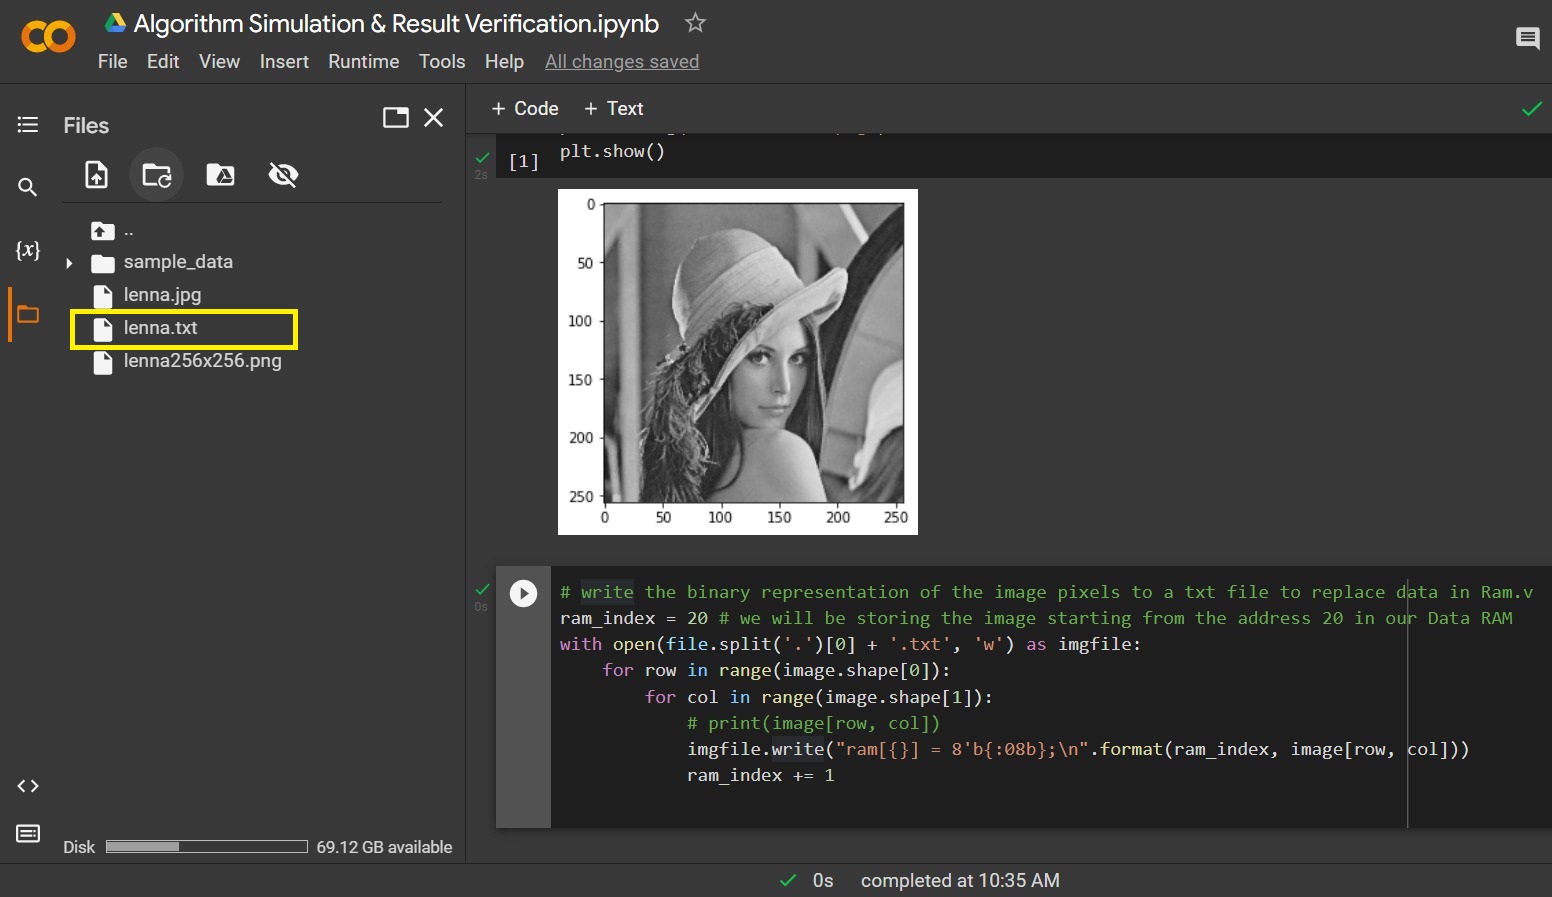 Algorithm Simulation & Result Verification.ipynb
File Edit View Insert Runtime Tools Help All changes saved
Files
+ Code + Text
{x}
..
sample_data
lenna.jpg
lenna.txt
lenna256x256.png
Disk 69.12 GB available
[1] plt.show()
2s
0
50
100
150
200
250
0 50 100 150 200 250
0s
# write the binary representation of the image pixels to a txt file to replace data in Ram.v
ram_index = 20 # we will be storing the image starting from the address 20 in our Data RAM
with open(file.split('.')[0] + '.txt', 'w') as imgfile:
    for row in range(image.shape[0]):
        for col in range(image.shape[1]):
            # print(image[row, col])
            imgfile.write("ram[{}] = 8'b{:08b};\n".format(ram_index, image[row, col]))
            ram_index += 1
0s completed at 10:35 AM